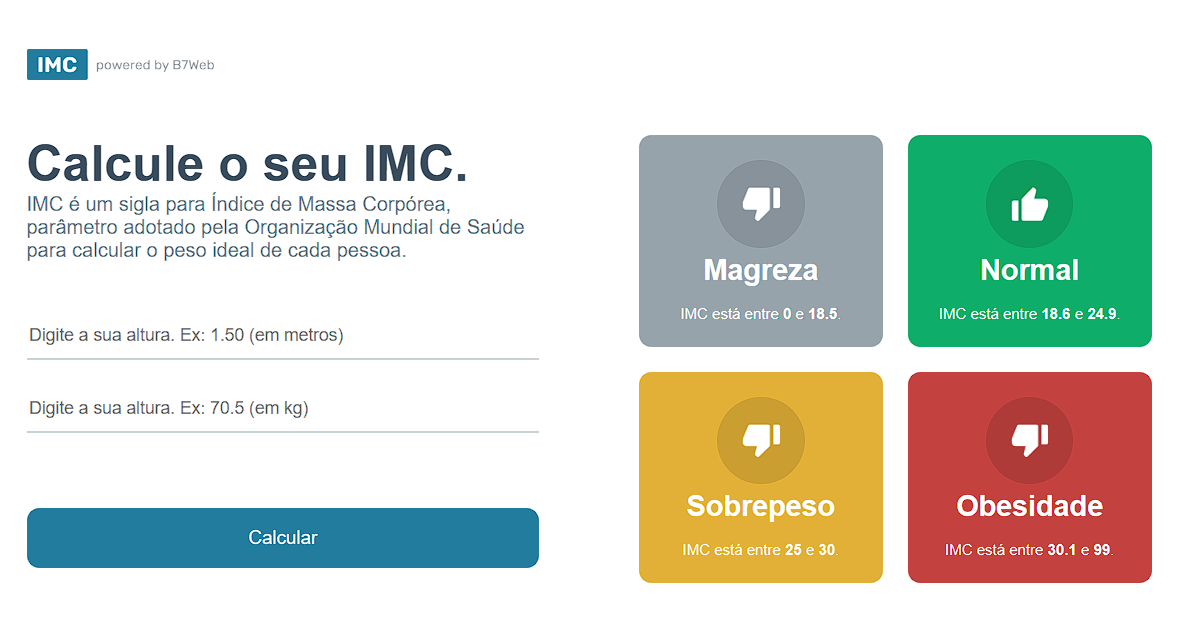 IMC powered by B7Web
Calcule o seu IMC.
IMC é um sigla para Índice de Massa Corpórea,
parâmetro adotado pela Organização Mundial de Saúde
para calcular o peso ideal de cada pessoa.
Digite a sua altura. Ex: 1.50 (em metros)
Digite a sua altura. Ex: 70.5 (em kg)
Calcular
Magreza
IMC está entre 0 e 18.5.
Normal
IMC está entre 18.6 e 24.9.
Sobrepeso
IMC está entre 25 e 30.
Obesidade
IMC está entre 30.1 e 99.